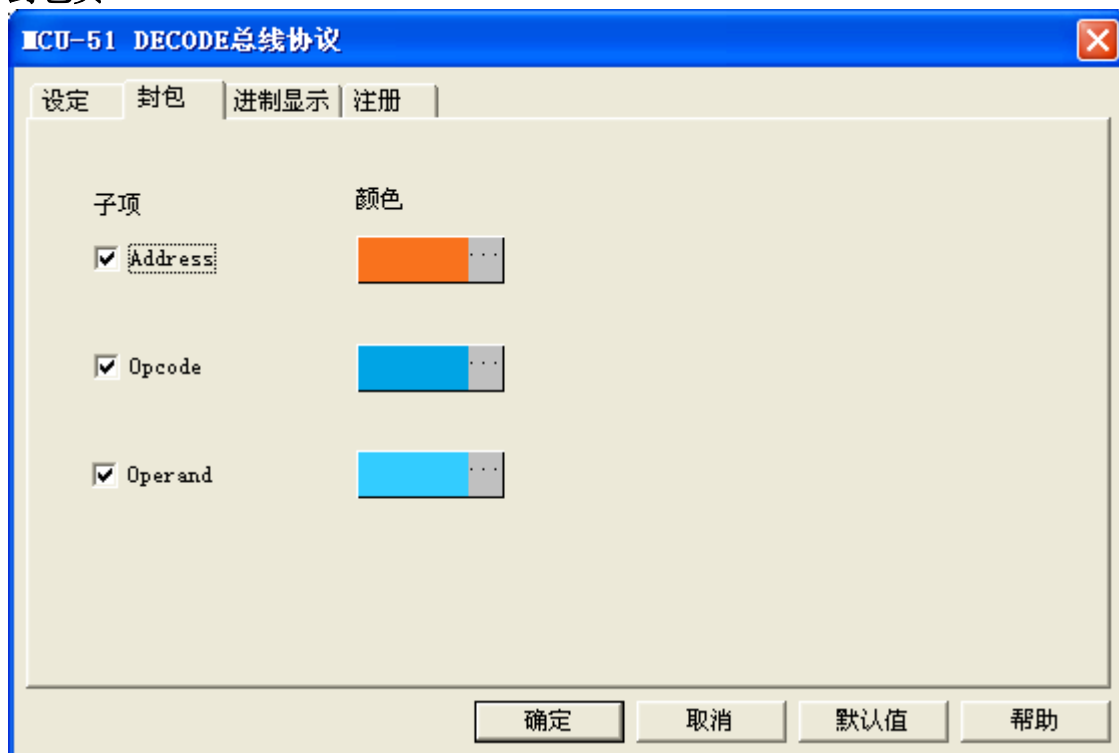 MCU-51 DECODE总线协议
设定 封包 进制显示 注册
子项 颜色
Address ...
Opcode ...
Operand ...
确定 取消 默认值 帮助